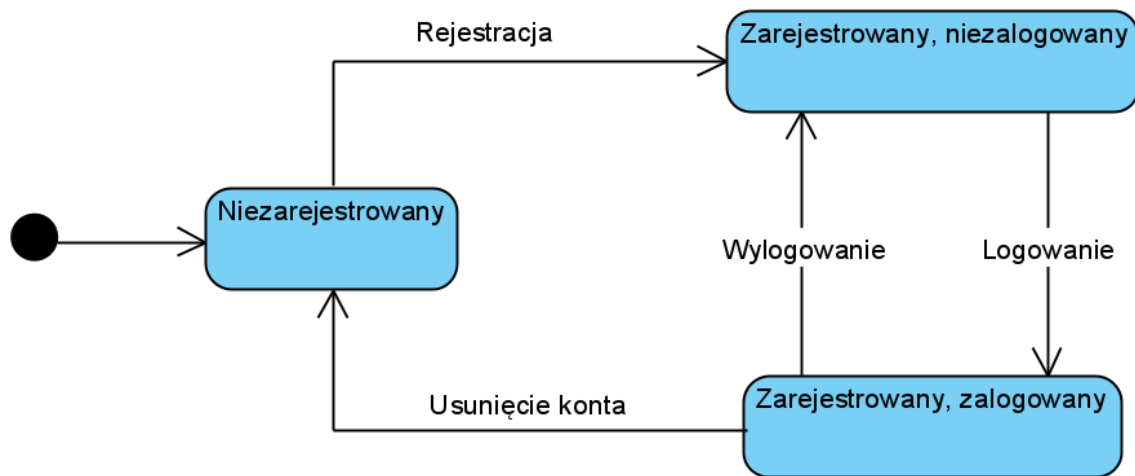 Rejestracja
Zarejestrowany, niezalogowany
Niezarejestrowany
Wylogowanie
Logowanie
Usunięcie konta
Zarejestrowany, zalogowany